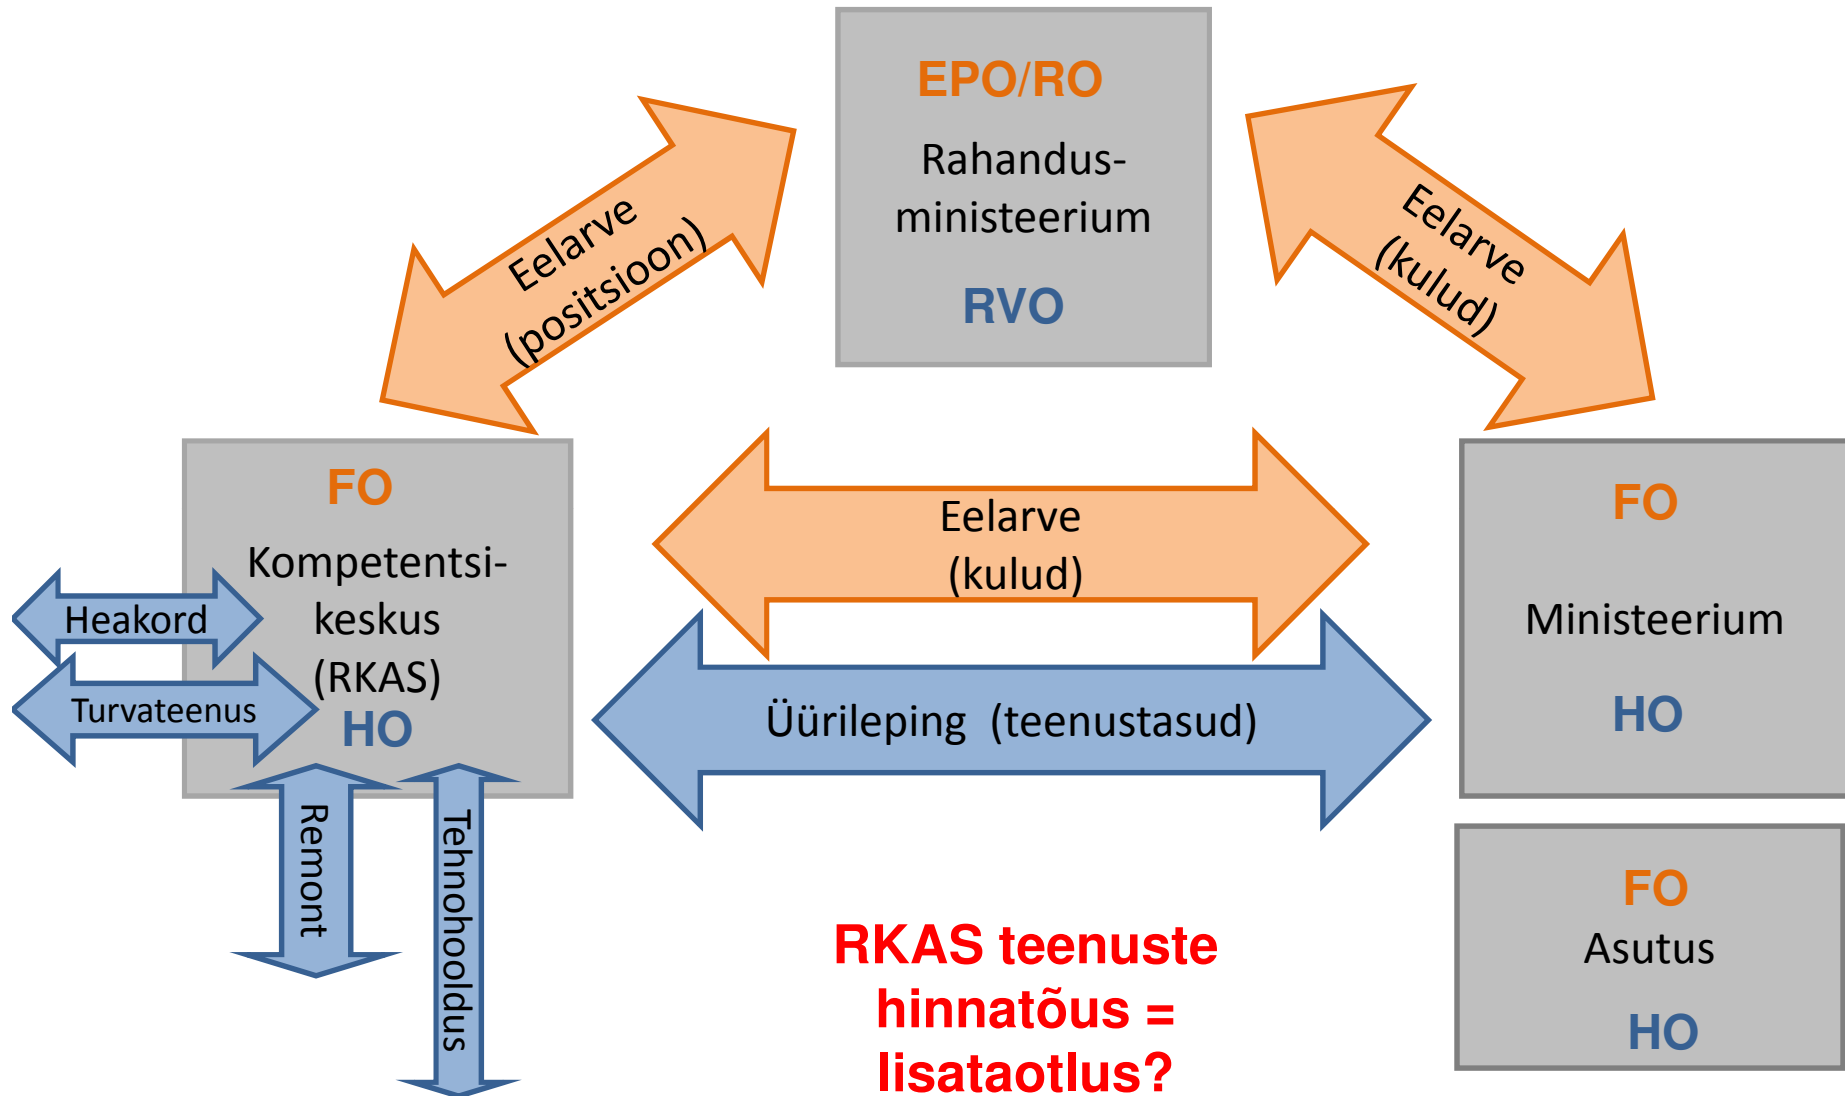 EPO/RO
Rahandus-
ministeerium
RVO
Eelarve
(positsioon)
Eelarve
(kulud)
FO
Kompetentsi-
keskus
(RKAS)
HO
Heakord
Turvateenus
Remont
Tehnohooldus
Eelarve
(kulud)
Üürileping (teenustasud)
FO
Ministeerium
HO
FO
Asutus
HO
RKAS teenuste
hinnatõus =
lisataotlus?